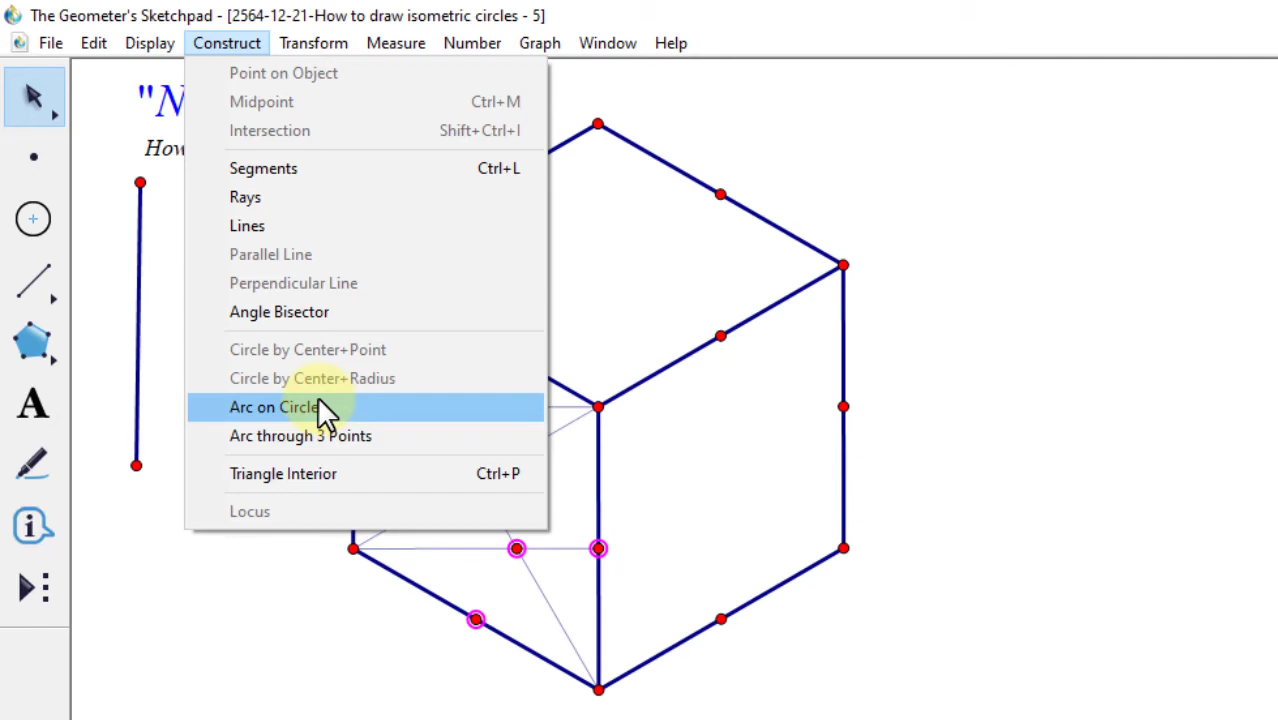 The Geometer's Sketchpad - [2564-12-21-How to draw isometric circles - 5]
File Edit Display Construct Transform Measure Number Graph Window Help
Point on Object
Midpoint Ctrl+M
Intersection Shift+Ctrl+I
Segments Ctrl+L
Rays
Lines
Parallel Line
Perpendicular Line
Angle Bisector
Circle by Center+Point
Circle by Center+Radius
Arc on Circle
Arc through 3 Points
Triangle Interior Ctrl+P
Locus
A